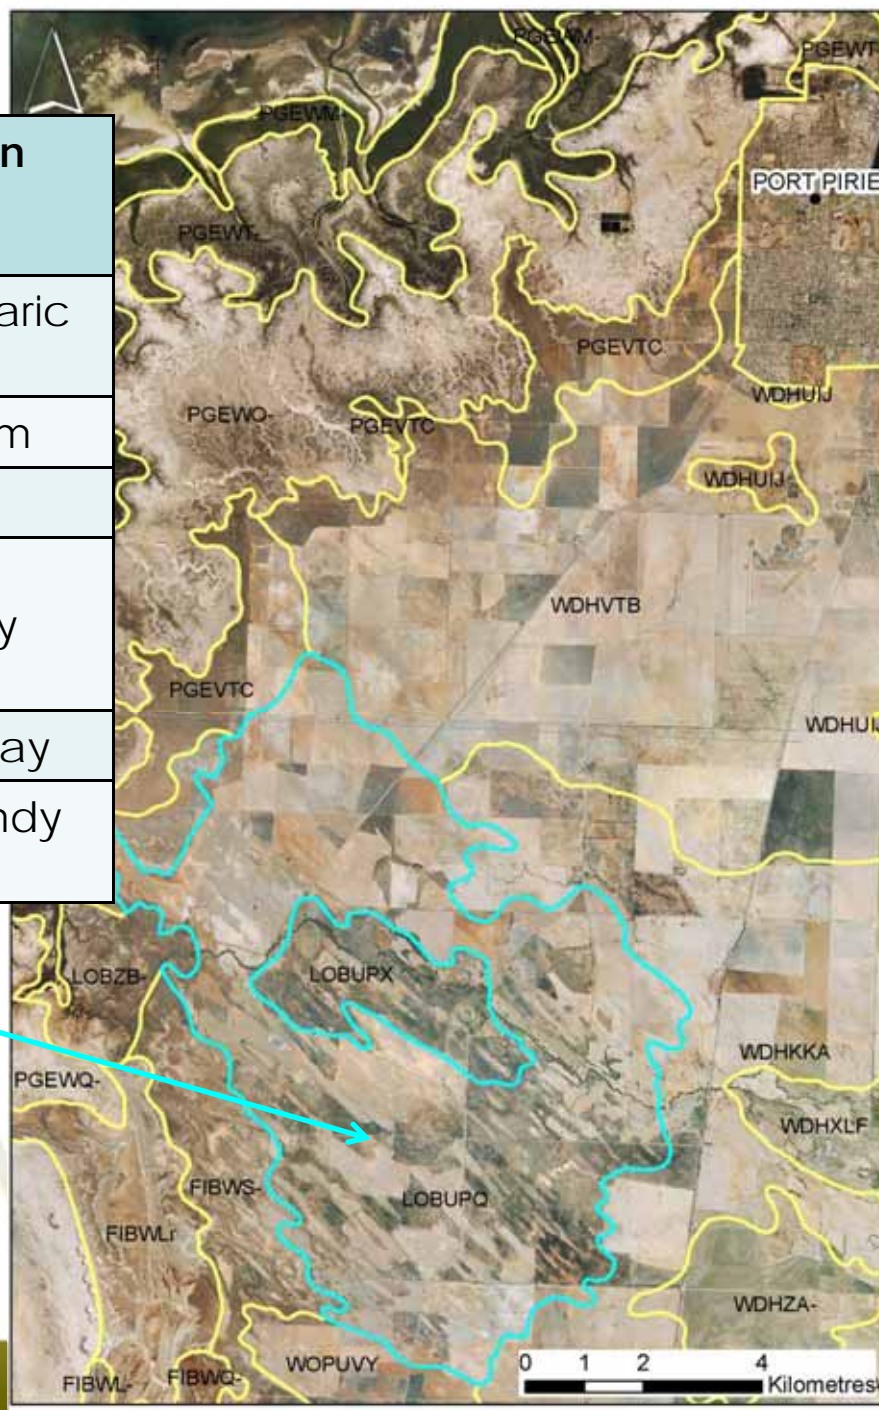 n
aric
m
y
ay
ndy
PGEWM-
PGEWT-
PGEWM-
PORT PIRIE
PGEWT-
PGEVTC
WDHUIJ
PGEWO-
PGEVTC
WDHUIJ-
WDHVTB
PGEVTC
WDHUIJ
LOBZB-
LOBUPX
WDHKKA
PGEWQ-
WDHXLF
FIBWS-
LOBUPQ
FIBWLr
WDHZA-
WOPUVY
FIBWL-
FIBWQ-
0 1 2 4
Kilometres